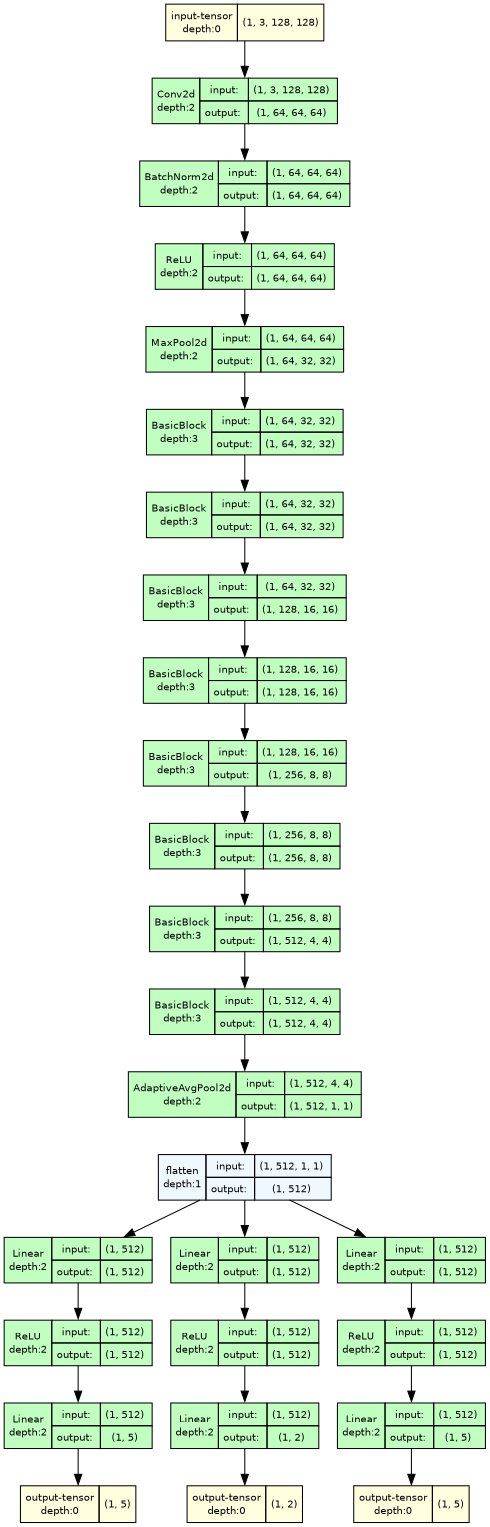 input-tensor
depth:0
(1, 3, 128, 128)
Conv2d
depth:2
input:
(1, 3, 128, 128)
output:
(1, 64, 64, 64)
BatchNorm2d
depth:2
input:
(1, 64, 64, 64)
output:
(1, 64, 64, 64)
ReLU
depth:2
input:
(1, 64, 64, 64)
output:
(1, 64, 64, 64)
MaxPool2d
depth:2
input:
(1, 64, 64, 64)
output:
(1, 64, 32, 32)
BasicBlock
depth:3
input:
(1, 64, 32, 32)
output:
(1, 64, 32, 32)
BasicBlock
depth:3
input:
(1, 64, 32, 32)
output:
(1, 64, 32, 32)
BasicBlock
depth:3
input:
(1, 64, 32, 32)
output:
(1, 128, 16, 16)
BasicBlock
depth:3
input:
(1, 128, 16, 16)
output:
(1, 128, 16, 16)
BasicBlock
depth:3
input:
(1, 128, 16, 16)
output:
(1, 256, 8, 8)
BasicBlock
depth:3
input:
(1, 256, 8, 8)
output:
(1, 256, 8, 8)
BasicBlock
depth:3
input:
(1, 256, 8, 8)
output:
(1, 512, 4, 4)
BasicBlock
depth:3
input:
(1, 512, 4, 4)
output:
(1, 512, 4, 4)
AdaptiveAvgPool2d
depth:2
input:
(1, 512, 4, 4)
output:
(1, 512, 1, 1)
flatten
depth:1
input:
(1, 512, 1, 1)
output:
(1, 512)
Linear
depth:2
input:
(1, 512)
output:
(1, 512)
Linear
depth:2
input:
(1, 512)
output:
(1, 512)
Linear
depth:2
input:
(1, 512)
output:
(1, 512)
ReLU
depth:2
input:
(1, 512)
output:
(1, 512)
ReLU
depth:2
input:
(1, 512)
output:
(1, 512)
ReLU
depth:2
input:
(1, 512)
output:
(1, 512)
Linear
depth:2
input:
(1, 512)
output:
(1, 5)
Linear
depth:2
input:
(1, 512)
output:
(1, 2)
Linear
depth:2
input:
(1, 512)
output:
(1, 5)
output-tensor
depth:0
(1, 5)
output-tensor
depth:0
(1, 2)
output-tensor
depth:0
(1, 5)